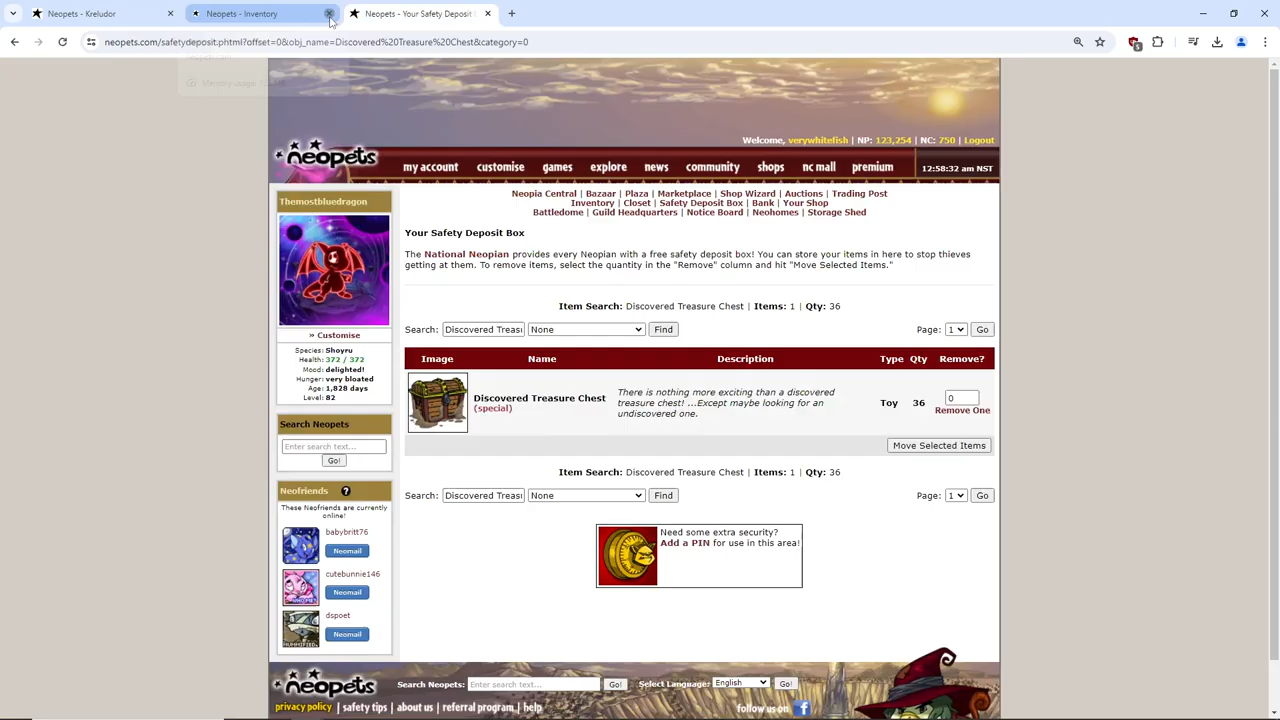 Neopets - Kreludor
Neopets - Inventory
Neopets - Your Safety Deposit
neopets.com/safetydeposit.phtml?offset=0&obj_name=Discovered%20Treasure%20Chest&category=0
Welcome, verywhitefish | NP: 123,254 | NC: 750 | Logout
neopets
my account customise games explore news community shops nc mall premium 12:58:32 am NST
Themostbluedragon
» Customise
Species: Shoyru
Health: 372 / 372
Mood: delighted!
Hunger: very bloated
Age: 1,828 days
Level: 82
Search Neopets
Enter search text...
Go!
Neofriends ?
These Neofriends are currently
online!
babybritt76
Neomail
cutebunnie146
Neomail
dspoet
Neomail
Neopia Central | Bazaar | Plaza | Marketplace | Shop Wizard | Auctions | Trading Post
Inventory | Closet | Safety Deposit Box | Bank | Your Shop
Battledome | Guild Headquarters | Notice Board | Neohomes | Storage Shed
Your Safety Deposit Box
The National Neopian provides every Neopian with a free safety deposit box! You can store your items in here to stop thieves
getting at them. To remove items, select the quantity in the "Remove" column and hit "Move Selected Items."
Item Search: Discovered Treasure Chest | Items: 1 | Qty: 36
Search: Discovered Treas None Find Page: 1 Go
Image Name Description Type Qty Remove?
Discovered Treasure Chest
(special)
There is nothing more exciting than a discovered
treasure chest! ...Except maybe looking for an
undiscovered one.
Toy 36 0
Remove One
Move Selected Items
Item Search: Discovered Treasure Chest | Items: 1 | Qty: 36
Search: Discovered Treas None Find Page: 1 Go
Need some extra security?
Add a PIN for use in this area!
neopets
Search Neopets: Enter search text... Go! Select Language: English Go!
privacy policy | safety tips | about us | referral program | help
follow us on f